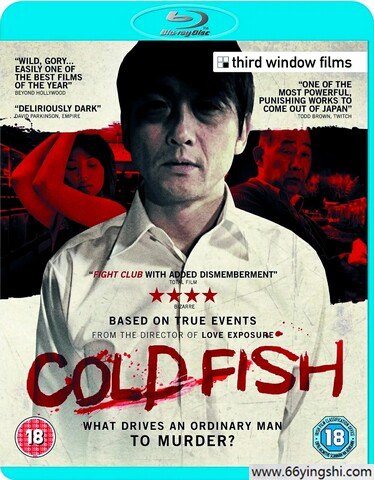 Blu-ray Disc
third window films
"WILD, GORY...
EASILY ONE OF
THE BEST FILMS
OF THE YEAR"
BEYOND HOLLYWOOD
"DELIRIOUSLY DARK"
DAVID PARKINSON, EMPIRE
"ONE OF THE
MOST POWERFUL,
PUNISHING WORKS TO
COME OUT OF JAPAN"
TODD BROWN, TWITCH
"FIGHT CLUB WITH ADDED DISMEMBERMENT"
TOTAL FILM
★★★★
BIZARRE
BASED ON TRUE EVENTS
FROM THE DIRECTOR OF LOVE EXPOSURE
COLD FISH
WHAT DRIVES AN ORDINARY MAN
TO MURDER?
18
18
www.66yingshi.com